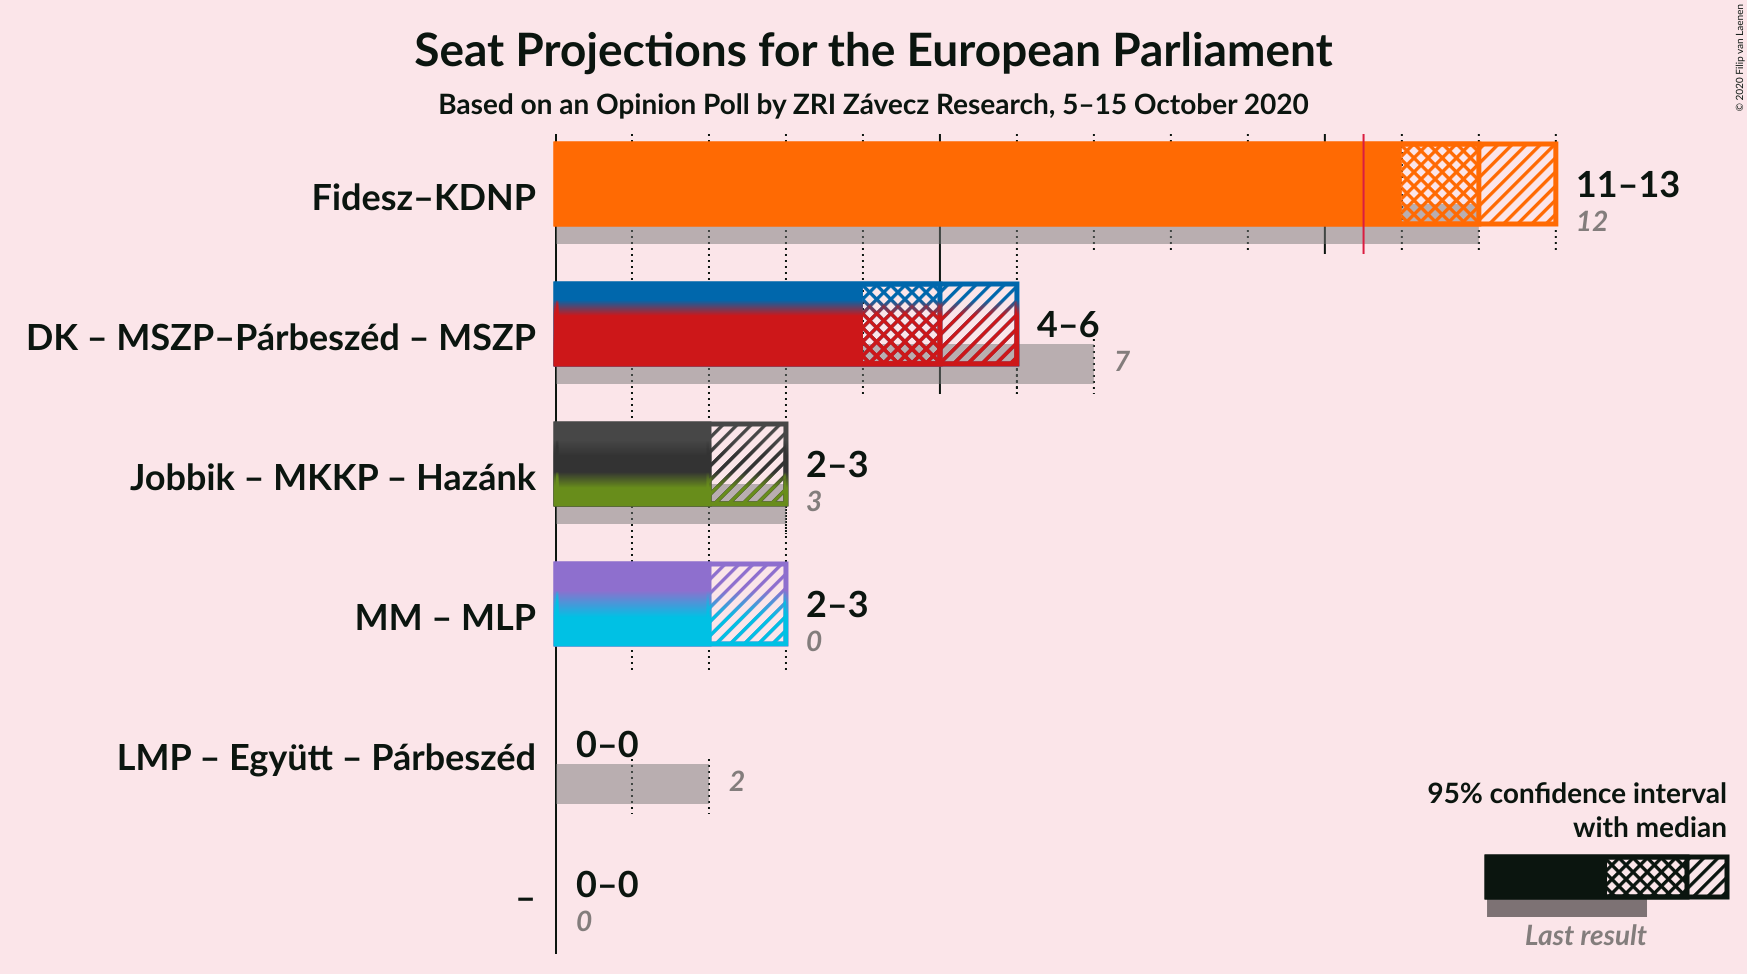 Seat Projections for the European Parliament
Based on an Opinion Poll by ZRI Závecz Research, 5–15 October 2020
© 2020 Filip van Laenen
Fidesz–KDNP
11–13
12
DK – MSZP–Párbeszéd – MSZP
4–6
7
Jobbik – MKKP – Hazánk
2–3
3
MM – MLP
2–3
0
LMP – Együtt – Párbeszéd
0–0
2
–
0–0
0
95% confidence interval
with median
Last result